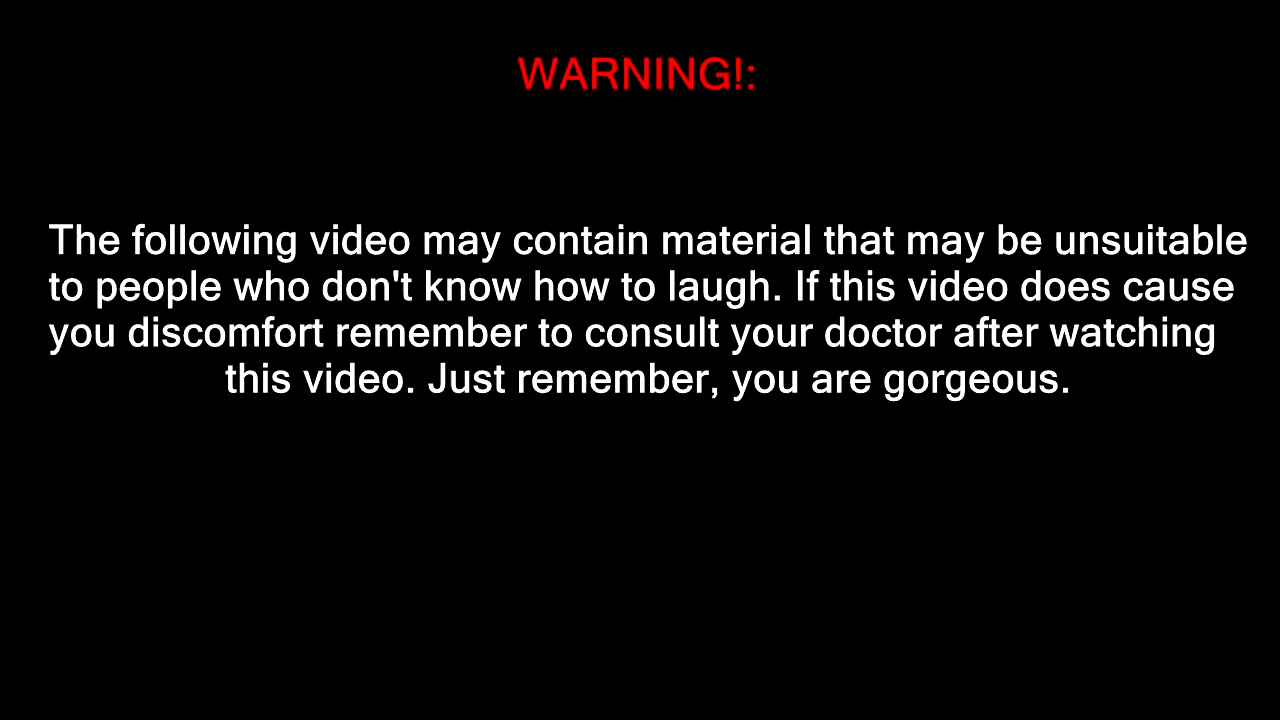 WARNING!:
The following video may contain material that may be unsuitable
to people who don't know how to laugh. If this video does cause
you discomfort remember to consult your doctor after watching
this video. Just remember, you are gorgeous.